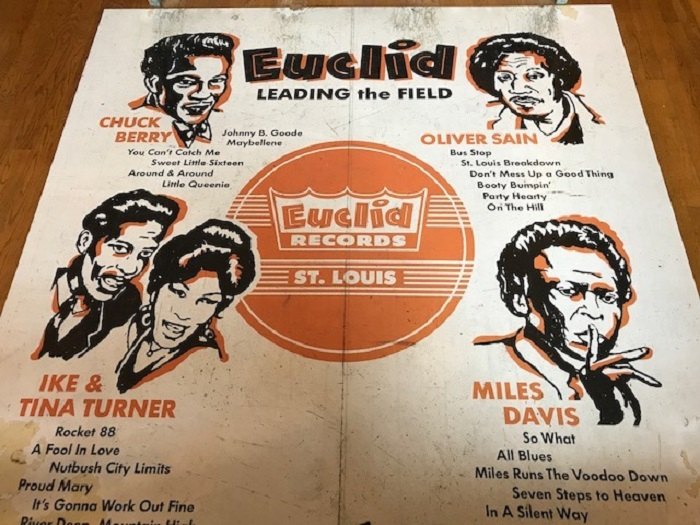 Euclid
LEADING the FIELD
CHUCK
BERRY
Johnny B. Goode
Maybellene
You Can't Catch Me
Sweet Little Sixteen
Around & Around
Little Queenie
OLIVER SAIN
Bus Stop
St. Louis Breakdown
Don't Mess Up a Good Thing
Booty Bumpin'
Party Hearty
On The Hill
Euclid
RECORDS
ST. LOUIS
IKE &
TINA TURNER
Rocket 88
A Fool In Love
Nutbush City Limits
Proud Mary
It's Gonna Work Out Fine
River Deep, Mountain High
MILES
DAVIS
So What
All Blues
Miles Runs The Voodoo Down
Seven Steps to Heaven
In A Silent Way